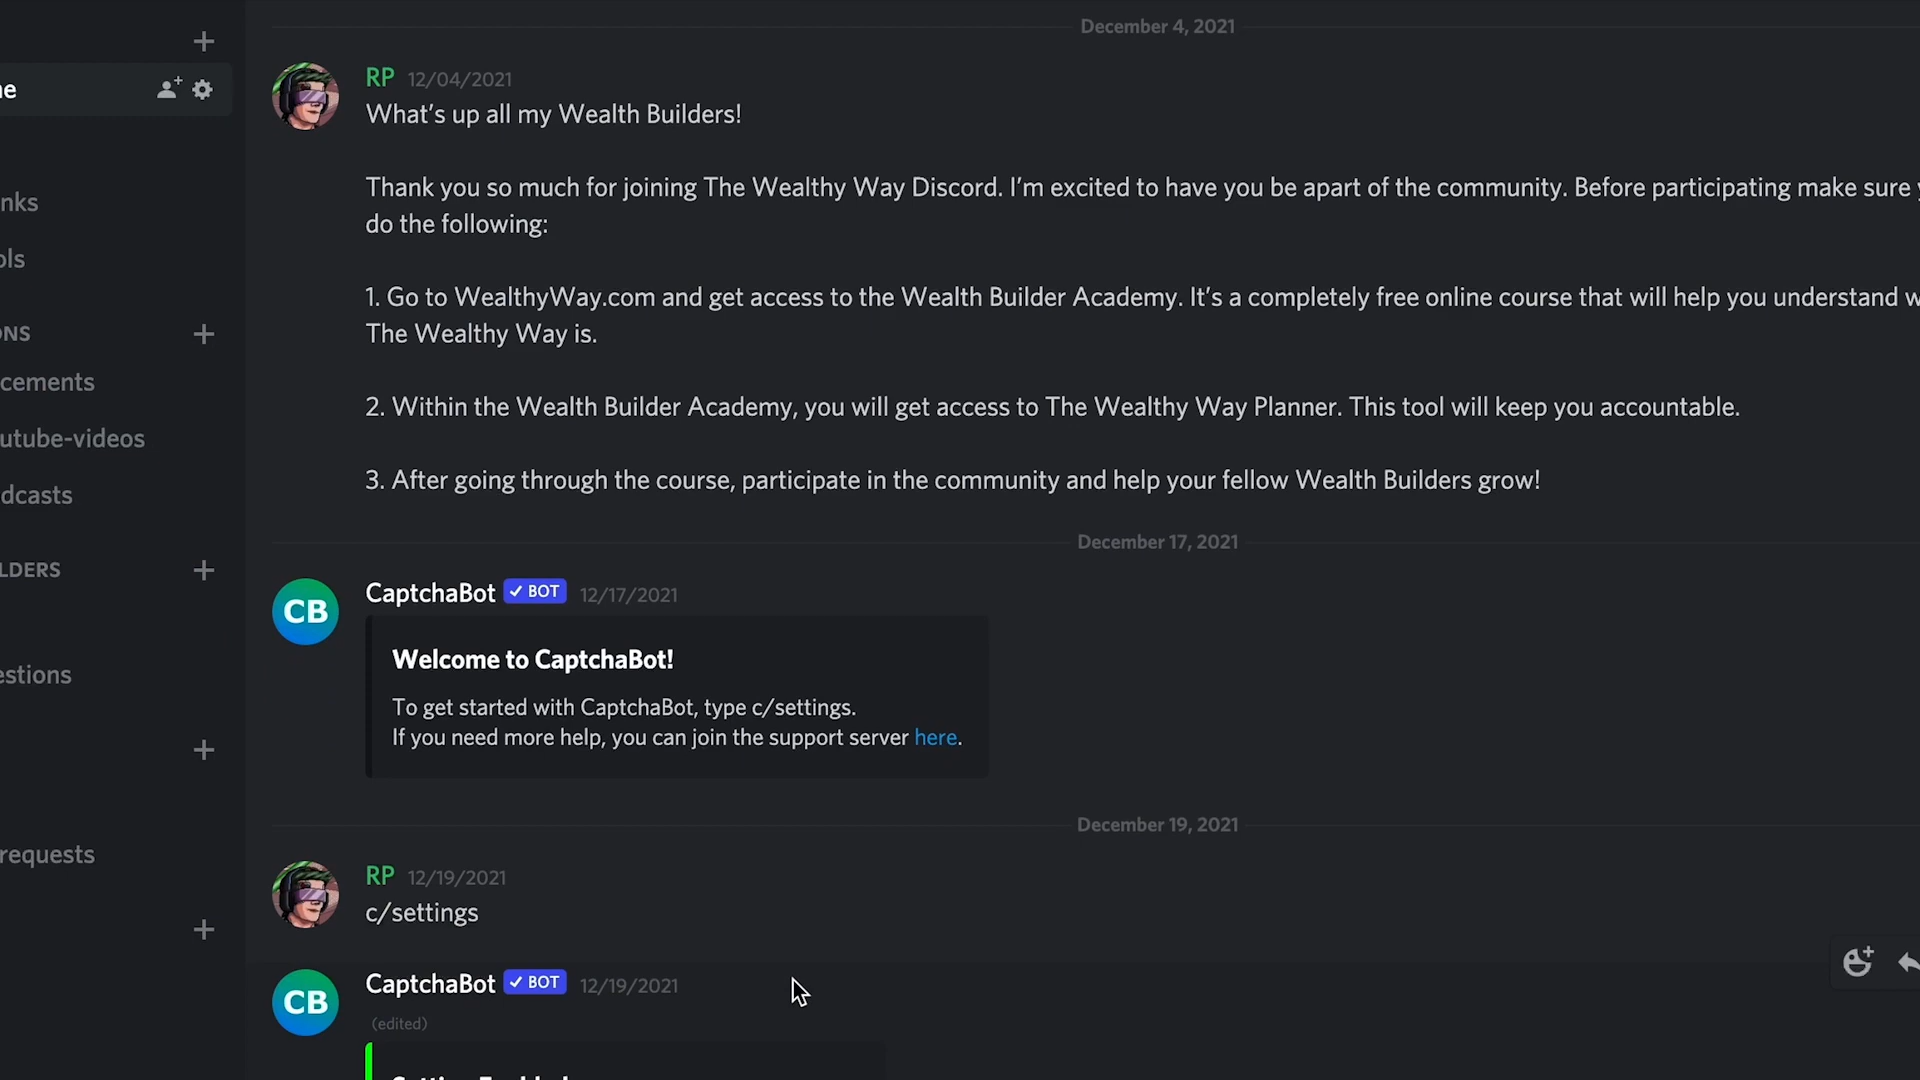 ne
nks
ols
ONS
cements
utube-videos
dcasts
LDERS
estions
requests
December 4, 2021
RP 12/04/2021
What's up all my Wealth Builders!
Thank you so much for joining The Wealthy Way Discord. I'm excited to have you be apart of the community. Before participating make sure
do the following:
1. Go to WealthyWay.com and get access to the Wealth Builder Academy. It's a completely free online course that will help you understand
The Wealthy Way is.
2. Within the Wealth Builder Academy, you will get access to The Wealthy Way Planner. This tool will keep you accountable.
3. After going through the course, participate in the community and help your fellow Wealth Builders grow!
December 17, 2021
CB
CaptchaBot ✓ BOT 12/17/2021
Welcome to CaptchaBot!
To get started with CaptchaBot, type c/settings.
If you need more help, you can join the support server here.
December 19, 2021
RP 12/19/2021
c/settings
CB
CaptchaBot ✓ BOT 12/19/2021
(edited)